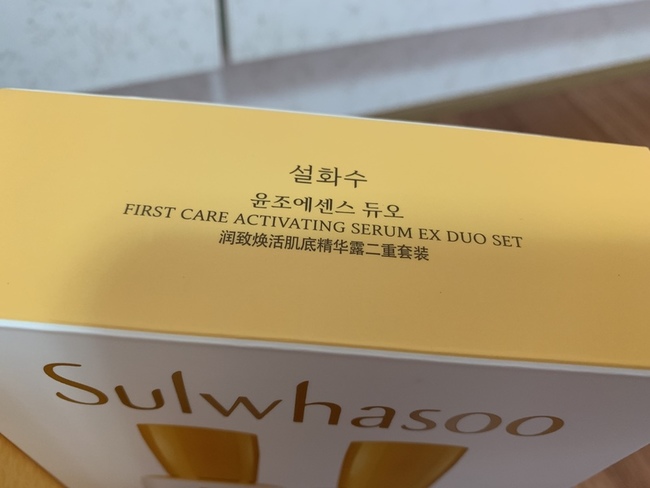 설화수
윤조에센스 듀오
FIRST CARE ACTIVATING SERUM EX DUO SET
润致焕活肌底精华露二重套装
Sulwhasoo